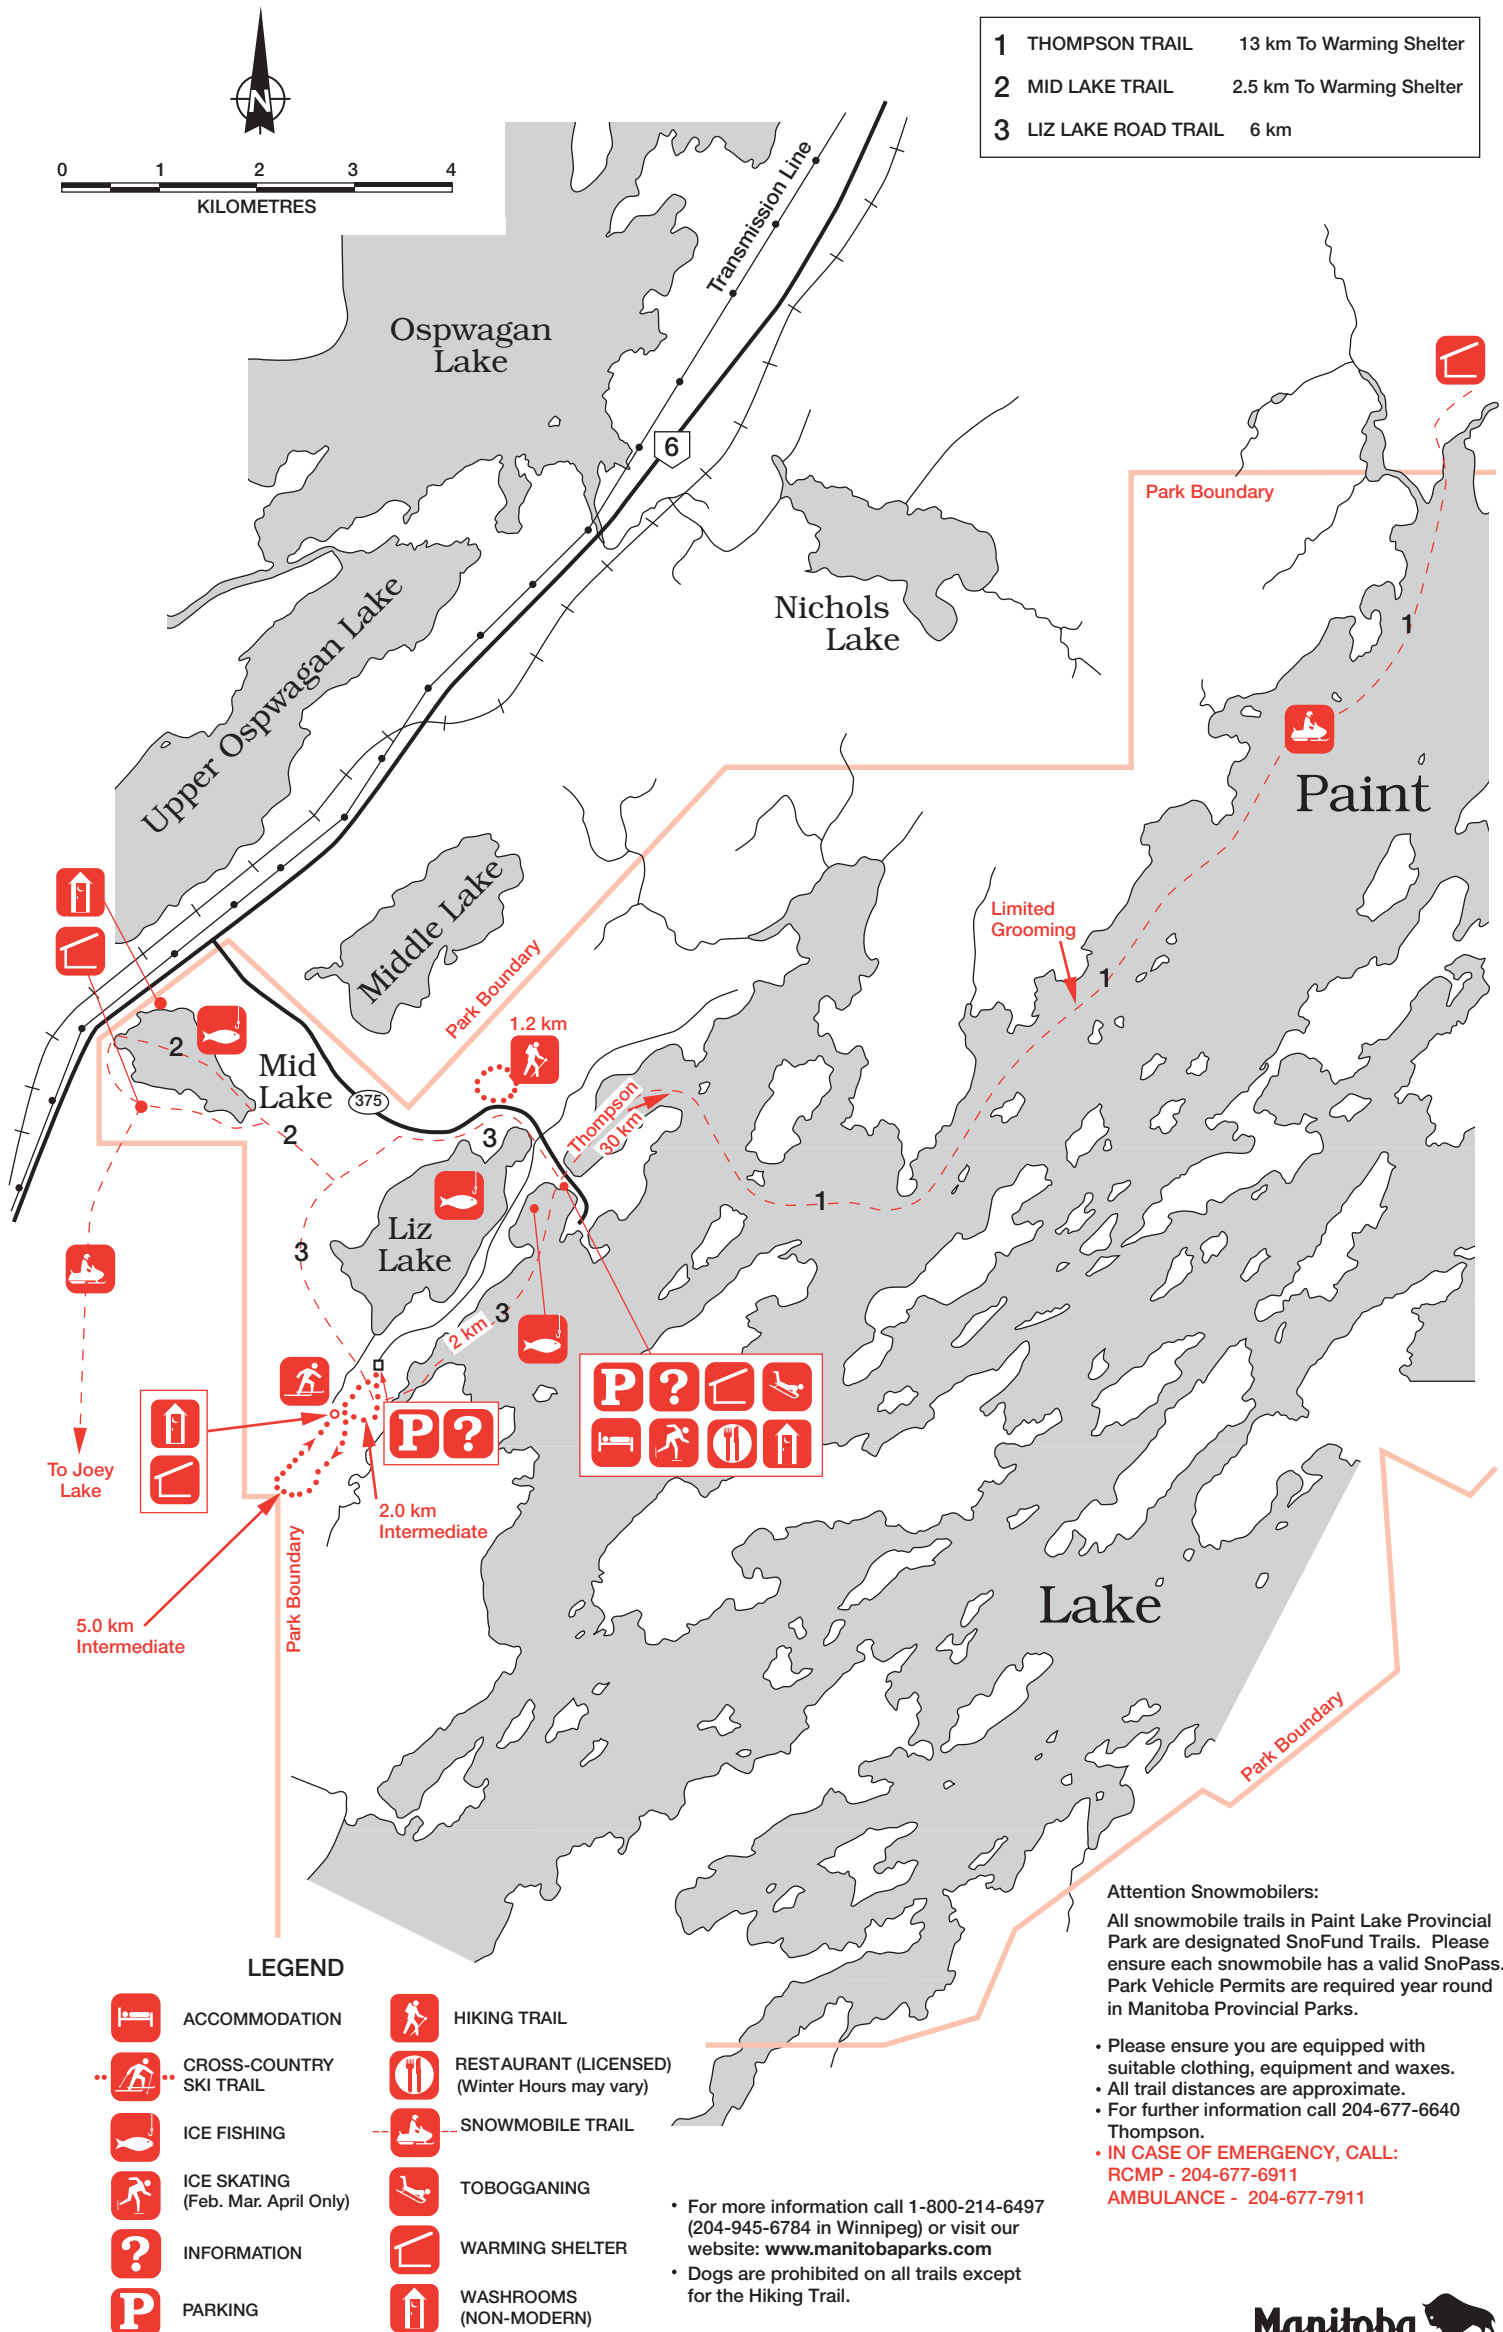 1 THOMPSON TRAIL 13 km To Warming Shelter
2 MID LAKE TRAIL 2.5 km To Warming Shelter
3 LIZ LAKE ROAD TRAIL 6 km
N
0 1 2 3 4
KILOMETRES
Transmission Line
Ospwagan
Lake
6
Park Boundary
Nichols
Lake
1
Upper Ospwagan Lake
Paint
Middle Lake
Limited
Grooming
1
Park Boundary
1.2 km
2
Mid
Lake
375
2
3
Thompson
30 km
1
Liz
Lake
3
3
2 km
P ?
P ?
To Joey
Lake
2.0 km
Intermediate
Park Boundary
5.0 km
Intermediate
Lake
Park Boundary
LEGEND
ACCOMMODATION
CROSS-COUNTRY
SKI TRAIL
ICE FISHING
ICE SKATING
(Feb. Mar. April Only)
? INFORMATION
P PARKING
HIKING TRAIL
RESTAURANT (LICENSED)
(Winter Hours may vary)
SNOWMOBILE TRAIL
TOBOGGANING
WARMING SHELTER
WASHROOMS
(NON-MODERN)
• For more information call 1-800-214-6497
(204-945-6784 in Winnipeg) or visit our
website: www.manitobaparks.com
• Dogs are prohibited on all trails except
for the Hiking Trail.
Attention Snowmobilers:
All snowmobile trails in Paint Lake Provincial
Park are designated SnoFund Trails. Please
ensure each snowmobile has a valid SnoPass.
Park Vehicle Permits are required year round
in Manitoba Provincial Parks.
• Please ensure you are equipped with
suitable clothing, equipment and waxes.
• All trail distances are approximate.
• For further information call 204-677-6640
Thompson.
• IN CASE OF EMERGENCY, CALL:
RCMP - 204-677-6911
AMBULANCE - 204-677-7911
Manitoba